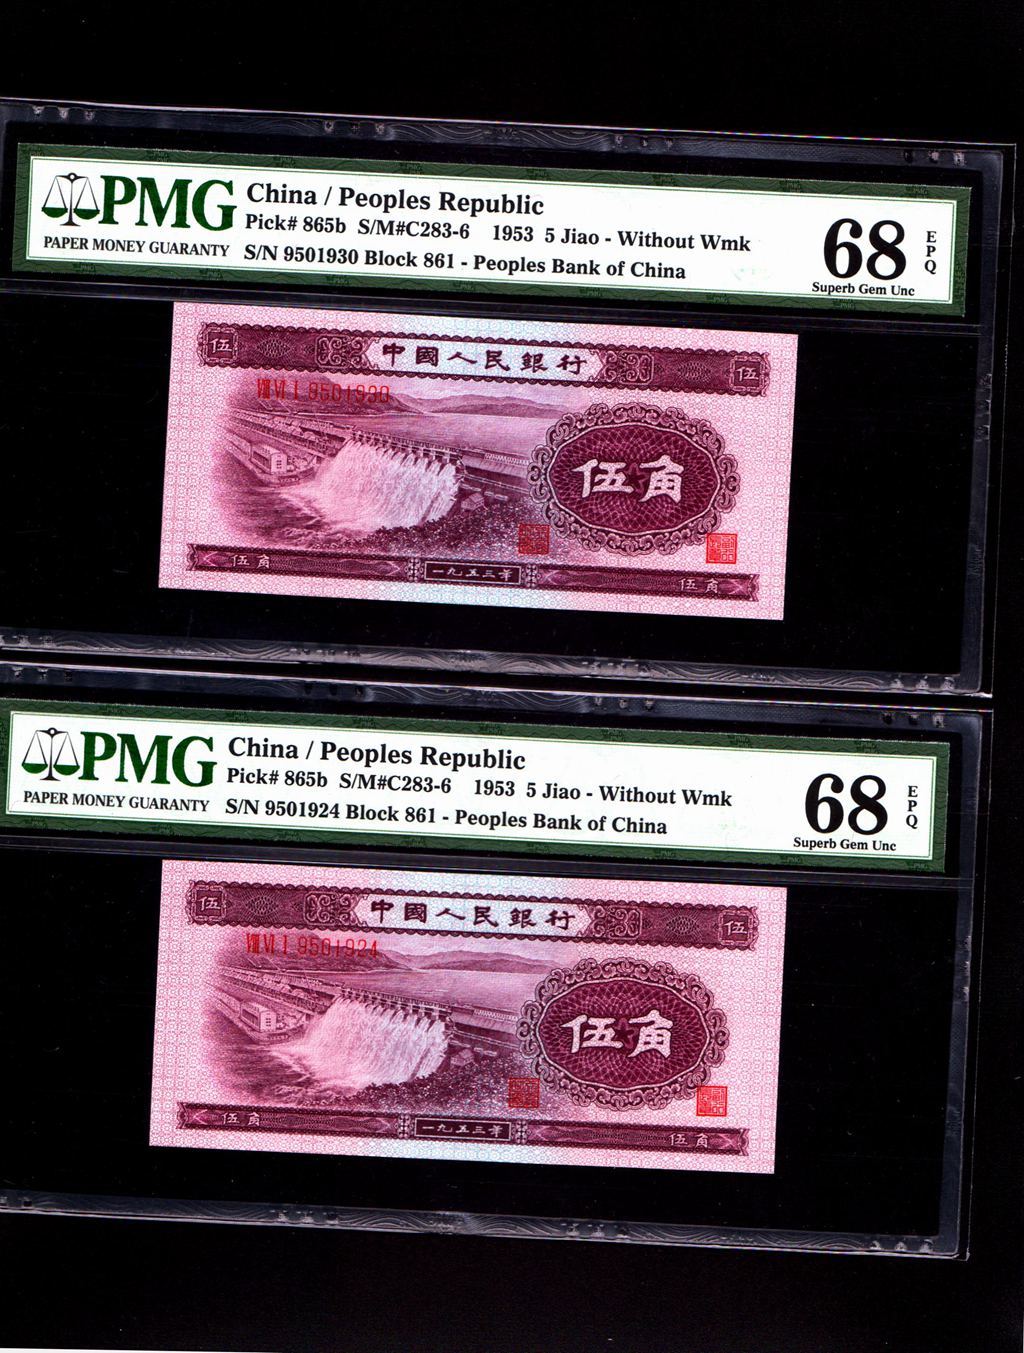 PMG
PAPER MONEY GUARANTY
China / Peoples Republic
Pick# 865b S/M#C283-6 1953 5 Jiao - Without Wmk
S/N 9501930 Block 861 - Peoples Bank of China
68
EPQ
Superb Gem Unc
伍
中國人民銀行
伍
VIII VI I 9501930
伍角
伍角
一九五三年
伍角
PMG
PAPER MONEY GUARANTY
China / Peoples Republic
Pick# 865b S/M#C283-6 1953 5 Jiao - Without Wmk
S/N 9501924 Block 861 - Peoples Bank of China
68
EPQ
Superb Gem Unc
伍
中國人民銀行
伍
VIII VI I 9501924
伍角
伍角
一九五三年
伍角